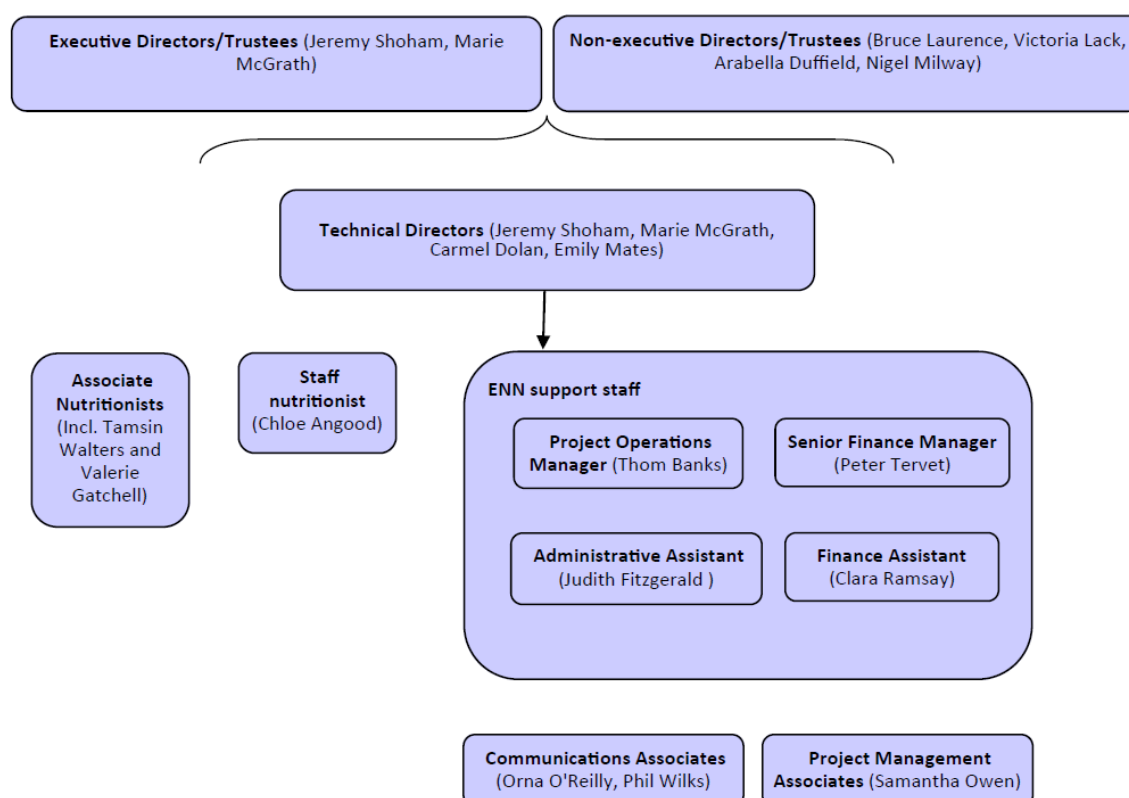 Executive Directors/Trustees (Jeremy Shoham, Marie
McGrath)
Non-executive Directors/Trustees (Bruce Laurence, Victoria Lack,
Arabella Duffield, Nigel Milway)
Technical Directors (Jeremy Shoham, Marie McGrath,
Carmel Dolan, Emily Mates)
Associate
Nutritionists
(Incl. Tamsin
Walters and
Valerie
Gatchell)
Staff
nutritionist
(Chloe Angood)
ENN support staff
Project Operations
Manager (Thom Banks)
Senior Finance Manager
(Peter Tervet)
Administrative Assistant
(Judith Fitzgerald )
Finance Assistant
(Clara Ramsay)
Communications Associates
(Orna O'Reilly, Phil Wilks)
Project Management
Associates (Samantha Owen)